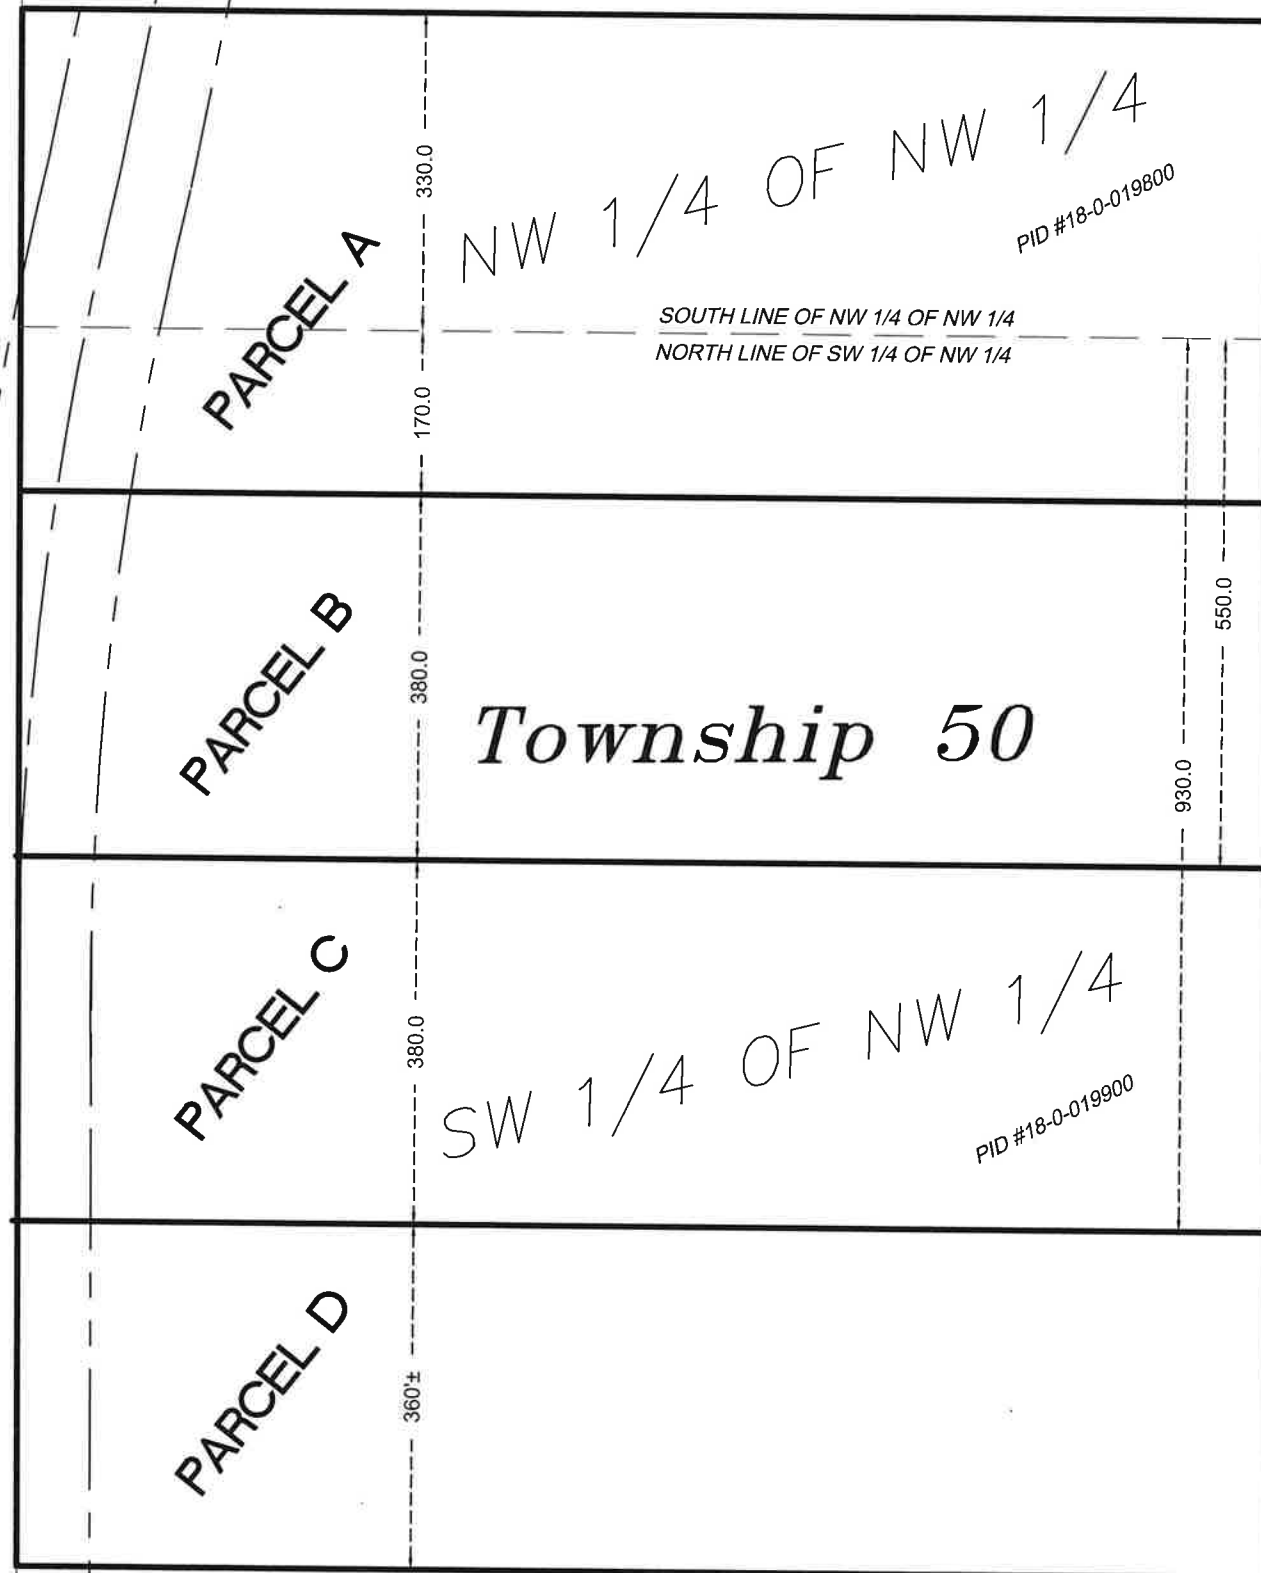 330.0
NW 1/4 OF NW 1/4
PID #18-0-019800
PARCEL A
SOUTH LINE OF NW 1/4 OF NW 1/4
NORTH LINE OF SW 1/4 OF NW 1/4
170.0
PARCEL B
380.0
Township 50
550.0
930.0
PARCEL C
380.0
SW 1/4 OF NW 1/4
PID #18-0-019900
PARCEL D
360'±